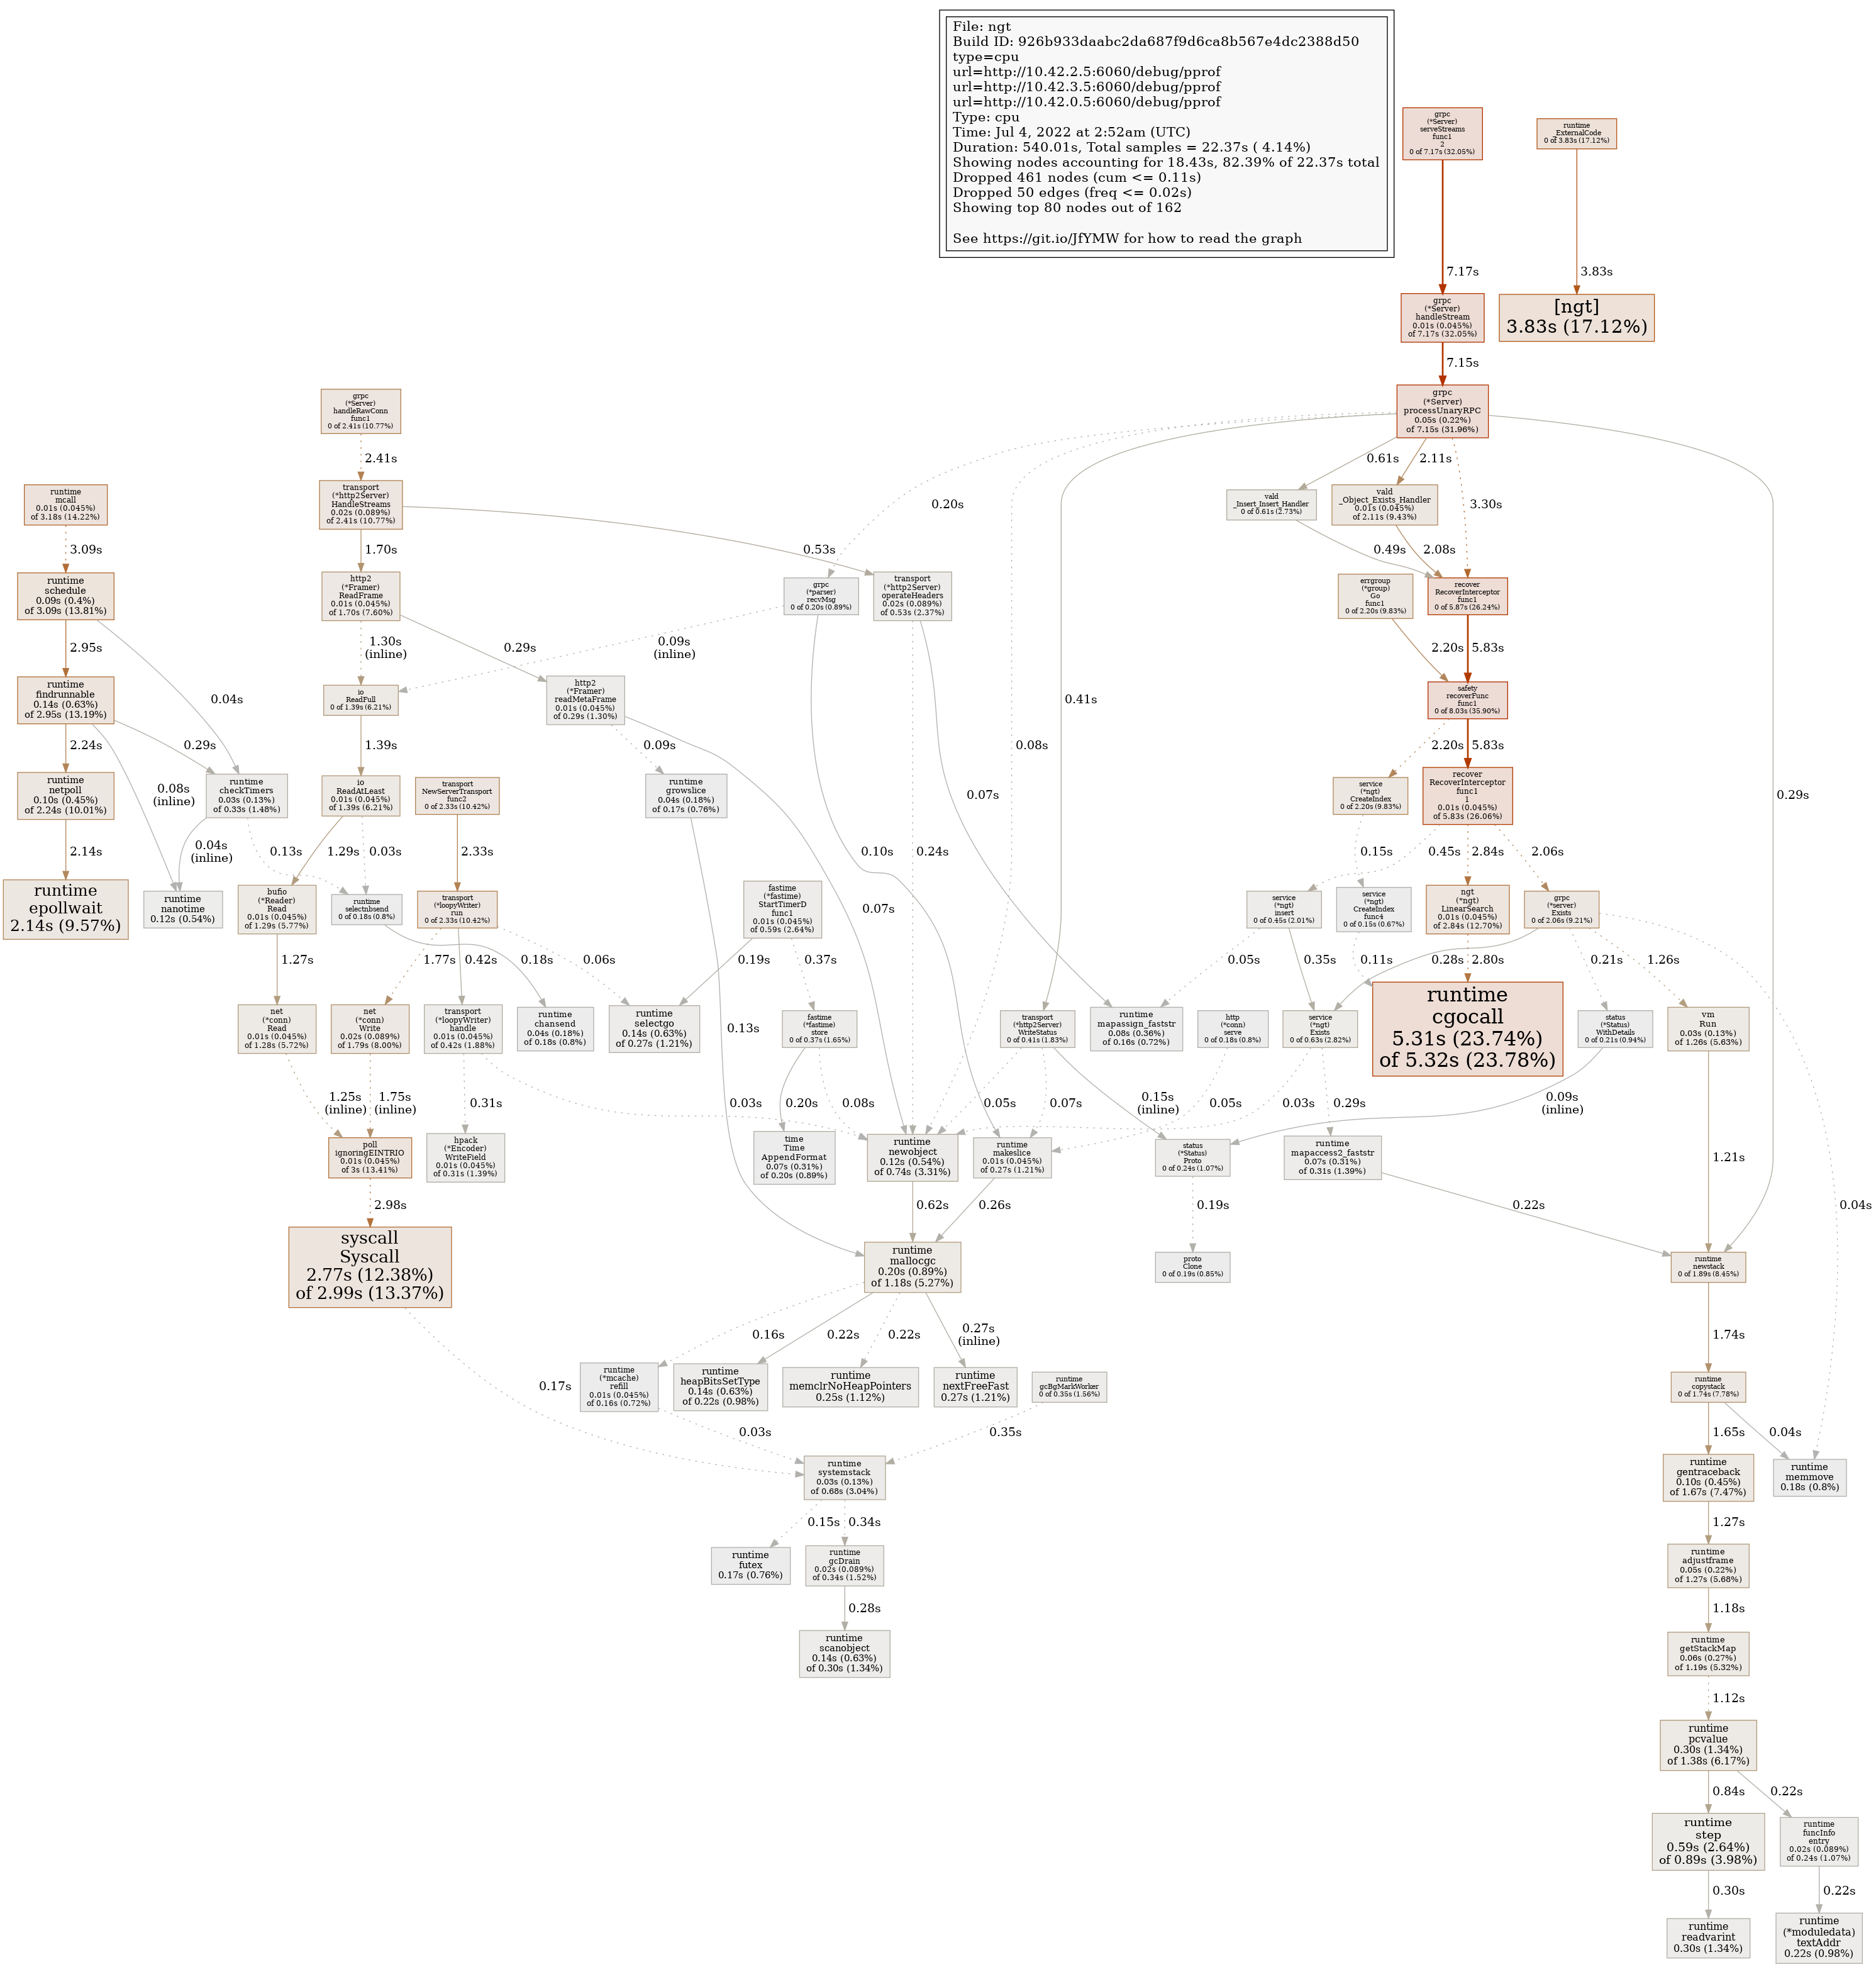 File: ngt
Build ID: 926b933daabc2da687f9d6ca8b567e4dc2388d50
type=cpu
url=http://10.42.2.5:6060/debug/pprof
url=http://10.42.3.5:6060/debug/pprof
url=http://10.42.0.5:6060/debug/pprof
Type: cpu
Time: Jul 4, 2022 at 2:52am (UTC)
Duration: 540.01s, Total samples = 22.37s ( 4.14%)
Showing nodes accounting for 18.43s, 82.39% of 22.37s total
Dropped 461 nodes (cum <= 0.11s)
Dropped 50 edges (freq <= 0.02s)
Showing top 80 nodes out of 162
See https://git.io/JfYMW for how to read the graph
grpc
(*Server)
serveStreams
func1
2
0 of 7.17s (32.05%)
runtime
_ExternalCode
0 of 3.83s (17.12%)
7.17s
3.83s
grpc
(*Server)
handleStream
0.01s (0.045%)
of 7.17s (32.05%)
[ngt]
3.83s (17.12%)
7.15s
grpc
(*Server)
handleRawConn
func1
0 of 2.41s (10.77%)
grpc
(*Server)
processUnaryRPC
0.05s (0.22%)
of 7.15s (31.96%)
2.41s
0.61s
2.11s
runtime
mcall
0.01s (0.045%)
of 3.18s (14.22%)
transport
(*http2Server)
HandleStreams
0.02s (0.089%)
of 2.41s (10.77%)
0.20s
vald
_Insert_Insert_Handler
0 of 0.61s (2.73%)
vald
_Object_Exists_Handler
0.01s (0.045%)
of 2.11s (9.43%)
3.30s
3.09s
1.70s
0.53s
0.49s
2.08s
runtime
schedule
0.09s (0.4%)
of 3.09s (13.81%)
http2
(*Framer)
ReadFrame
0.01s (0.045%)
of 1.70s (7.60%)
grpc
(*parser)
recvMsg
0 of 0.20s (0.89%)
transport
(*http2Server)
operateHeaders
0.02s (0.089%)
of 0.53s (2.37%)
errgroup
(*group)
Go
func1
0 of 2.20s (9.83%)
recover
RecoverInterceptor
func1
0 of 5.87s (26.24%)
2.95s
1.30s
(inline)
0.29s
0.09s
(inline)
2.20s
5.83s
0.04s
0.41s
runtime
findrunnable
0.14s (0.63%)
of 2.95s (13.19%)
io
ReadFull
0 of 1.39s (6.21%)
http2
(*Framer)
readMetaFrame
0.01s (0.045%)
of 0.29s (1.30%)
safety
recoverFunc
func1
0 of 8.03s (35.90%)
2.24s
0.29s
1.39s
0.09s
0.08s
2.20s
5.83s
runtime
netpoll
0.10s (0.45%)
of 2.24s (10.01%)
0.08s
(inline)
runtime
checkTimers
0.03s (0.13%)
of 0.33s (1.48%)
io
ReadAtLeast
0.01s (0.045%)
of 1.39s (6.21%)
transport
NewServerTransport
func2
0 of 2.33s (10.42%)
runtime
growslice
0.04s (0.18%)
of 0.17s (0.76%)
0.07s
service
(*ngt)
CreateIndex
0 of 2.20s (9.83%)
recover
RecoverInterceptor
func1
1
0.01s (0.045%)
of 5.83s (26.06%)
0.29s
2.14s
0.04s
(inline)
0.13s
1.29s
0.03s
2.33s
0.10s
0.24s
0.15s
0.45s
2.84s
2.06s
runtime
epollwait
2.14s (9.57%)
runtime
nanotime
0.12s (0.54%)
bufio
(*Reader)
Read
0.01s (0.045%)
of 1.29s (5.77%)
runtime
selectnbsend
0 of 0.18s (0.8%)
transport
(*loopyWriter)
run
0 of 2.33s (10.42%)
fastime
(*fastime)
StartTimerD
func1
0.01s (0.045%)
of 0.59s (2.64%)
0.07s
service
(*ngt)
insert
0 of 0.45s (2.01%)
service
(*ngt)
CreateIndex
func4
0 of 0.15s (0.67%)
ngt
(*ngt)
LinearSearch
0.01s (0.045%)
of 2.84s (12.70%)
grpc
(*server)
Exists
0 of 2.06s (9.21%)
1.27s
0.18s
1.77s
0.42s
0.06s
0.19s
0.37s
0.05s
0.35s
0.11s
2.80s
0.28s
0.21s
1.26s
net
(*conn)
Read
0.01s (0.045%)
of 1.28s (5.72%)
net
(*conn)
Write
0.02s (0.089%)
of 1.79s (8.00%)
transport
(*loopyWriter)
handle
0.01s (0.045%)
of 0.42s (1.88%)
runtime
chansend
0.04s (0.18%)
of 0.18s (0.8%)
runtime
selectgo
0.14s (0.63%)
of 0.27s (1.21%)
0.13s
fastime
(*fastime)
store
0 of 0.37s (1.65%)
transport
(*http2Server)
WriteStatus
0 of 0.41s (1.83%)
runtime
mapassign_faststr
0.08s (0.36%)
of 0.16s (0.72%)
http
(*conn)
serve
0 of 0.18s (0.8%)
service
(*ngt)
Exists
0 of 0.63s (2.82%)
runtime
cgocall
5.31s (23.74%)
of 5.32s (23.78%)
status
(*Status)
WithDetails
0 of 0.21s (0.94%)
vm
Run
0.03s (0.13%)
of 1.26s (5.63%)
1.25s
(inline)
1.75s
(inline)
0.31s
0.03s
0.20s
0.08s
0.05s
0.07s
0.15s
(inline)
0.05s
0.03s
0.29s
0.09s
(inline)
poll
ignoringEINTRIO
0.01s (0.045%)
of 3s (13.41%)
hpack
(*Encoder)
WriteField
0.01s (0.045%)
of 0.31s (1.39%)
time
Time
AppendFormat
0.07s (0.31%)
of 0.20s (0.89%)
runtime
newobject
0.12s (0.54%)
of 0.74s (3.31%)
runtime
makeslice
0.01s (0.045%)
of 0.27s (1.21%)
status
(*Status)
Proto
0 of 0.24s (1.07%)
runtime
mapaccess2_faststr
0.07s (0.31%)
of 0.31s (1.39%)
1.21s
2.98s
0.62s
0.26s
0.19s
0.22s
0.04s
syscall
Syscall
2.77s (12.38%)
of 2.99s (13.37%)
runtime
mallocgc
0.20s (0.89%)
of 1.18s (5.27%)
proto
Clone
0 of 0.19s (0.85%)
runtime
newstack
0 of 1.89s (8.45%)
0.16s
0.22s
0.22s
0.27s
(inline)
1.74s
0.17s
runtime
(*mcache)
refill
0.01s (0.045%)
of 0.16s (0.72%)
runtime
heapBitsSetType
0.14s (0.63%)
of 0.22s (0.98%)
runtime
memclrNoHeapPointers
0.25s (1.12%)
runtime
nextFreeFast
0.27s (1.21%)
runtime
gcBgMarkWorker
0 of 0.35s (1.56%)
runtime
copystack
0 of 1.74s (7.78%)
0.03s
0.35s
1.65s
0.04s
runtime
systemstack
0.03s (0.13%)
of 0.68s (3.04%)
runtime
gentraceback
0.10s (0.45%)
of 1.67s (7.47%)
runtime
memmove
0.18s (0.8%)
0.15s
0.34s
1.27s
runtime
futex
0.17s (0.76%)
runtime
gcDrain
0.02s (0.089%)
of 0.34s (1.52%)
runtime
adjustframe
0.05s (0.22%)
of 1.27s (5.68%)
0.28s
1.18s
runtime
scanobject
0.14s (0.63%)
of 0.30s (1.34%)
runtime
getStackMap
0.06s (0.27%)
of 1.19s (5.32%)
1.12s
runtime
pcvalue
0.30s (1.34%)
of 1.38s (6.17%)
0.84s
0.22s
runtime
step
0.59s (2.64%)
of 0.89s (3.98%)
runtime
funcInfo
entry
0.02s (0.089%)
of 0.24s (1.07%)
0.30s
0.22s
runtime
readvarint
0.30s (1.34%)
runtime
(*moduledata)
textAddr
0.22s (0.98%)